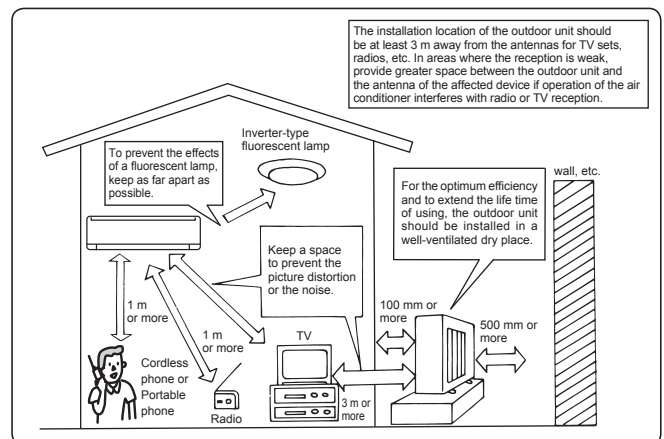 The installation location of the outdoor unit should
be at least 3 m away from the antennas for TV sets,
radios, etc. In areas where the reception is weak,
provide greater space between the outdoor unit and
the antenna of the affected device if operation of the air
conditioner interferes with radio or TV reception.
Inverter-type
fluorescent lamp
To prevent the effects
of a fluorescent lamp,
keep as far apart as
possible.
wall, etc.
For the optimum efficiency
and to extend the life time
of using, the outdoor unit
should be installed in a
well-ventilated dry place.
Keep a space
to prevent the
picture distortion
or the noise.
1 m
or more
1 m
or more
TV
100 mm or
more
500 mm or
more
Cordless
phone or
Portable
phone
Radio
3 m or
more